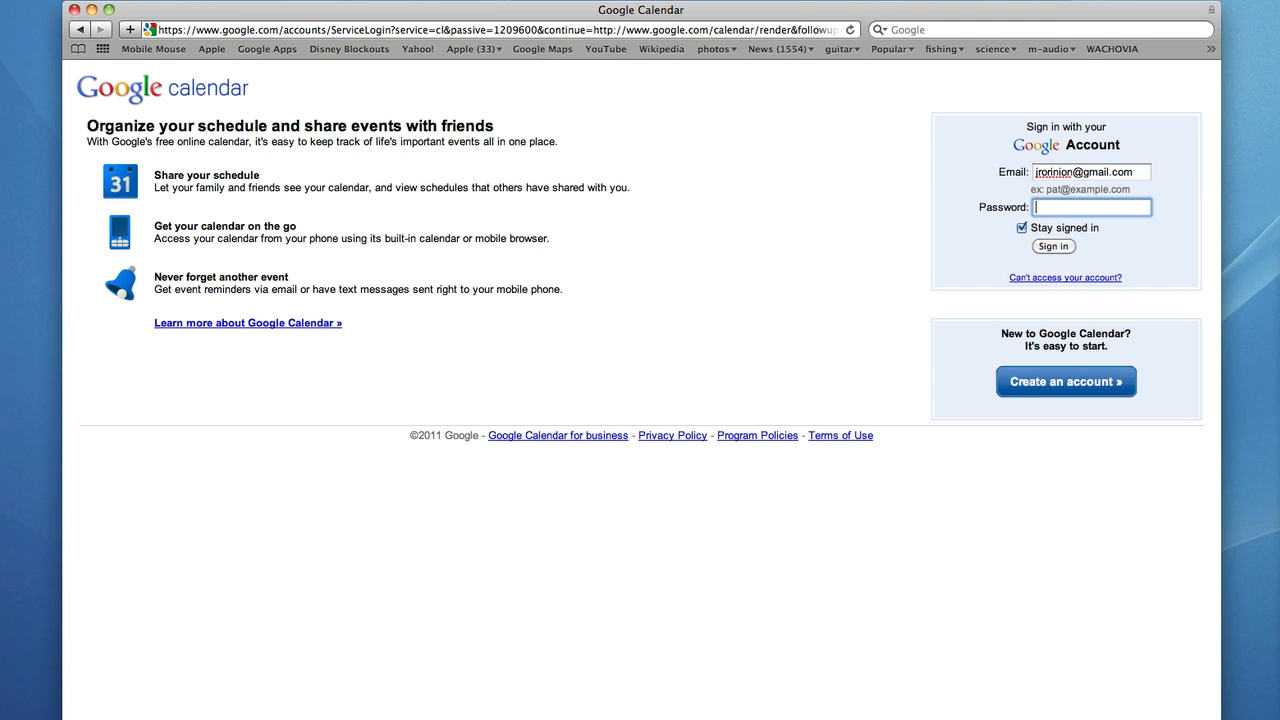 Google Calendar
https://www.google.com/accounts/ServiceLogin?service=cl&passive=1209600&continue=http://www.google.com/calendar/render&followup
Google
Mobile Mouse Apple Google Apps Disney Blockouts Yahoo! Apple (33) Google Maps YouTube Wikipedia photos News (1554) guitar Popular fishing science m-audio WACHOVIA
Google calendar
Organize your schedule and share events with friends
With Google's free online calendar, it's easy to keep track of life's important events all in one place.
31
Share your schedule
Let your family and friends see your calendar, and view schedules that others have shared with you.
Get your calendar on the go
Access your calendar from your phone using its built-in calendar or mobile browser.
Never forget another event
Get event reminders via email or have text messages sent right to your mobile phone.
Learn more about Google Calendar »
Sign in with your
Google Account
Email: jrorinion@gmail.com
ex: pat@example.com
Password:
Stay signed in
Sign in
Can't access your account?
New to Google Calendar?
It's easy to start.
Create an account »
©2011 Google - Google Calendar for business - Privacy Policy - Program Policies - Terms of Use